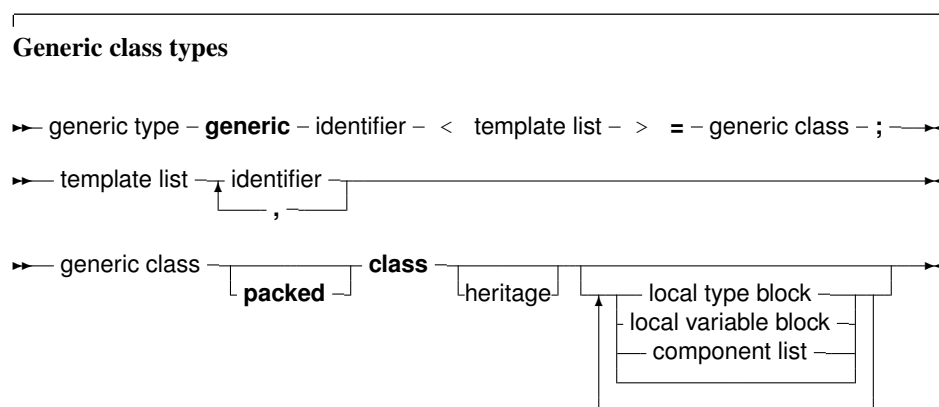 Generic class types
generic type generic identifier < template list > = generic class ;
template list identifier
,
generic class class
packed heritage local type block
local variable block
component list